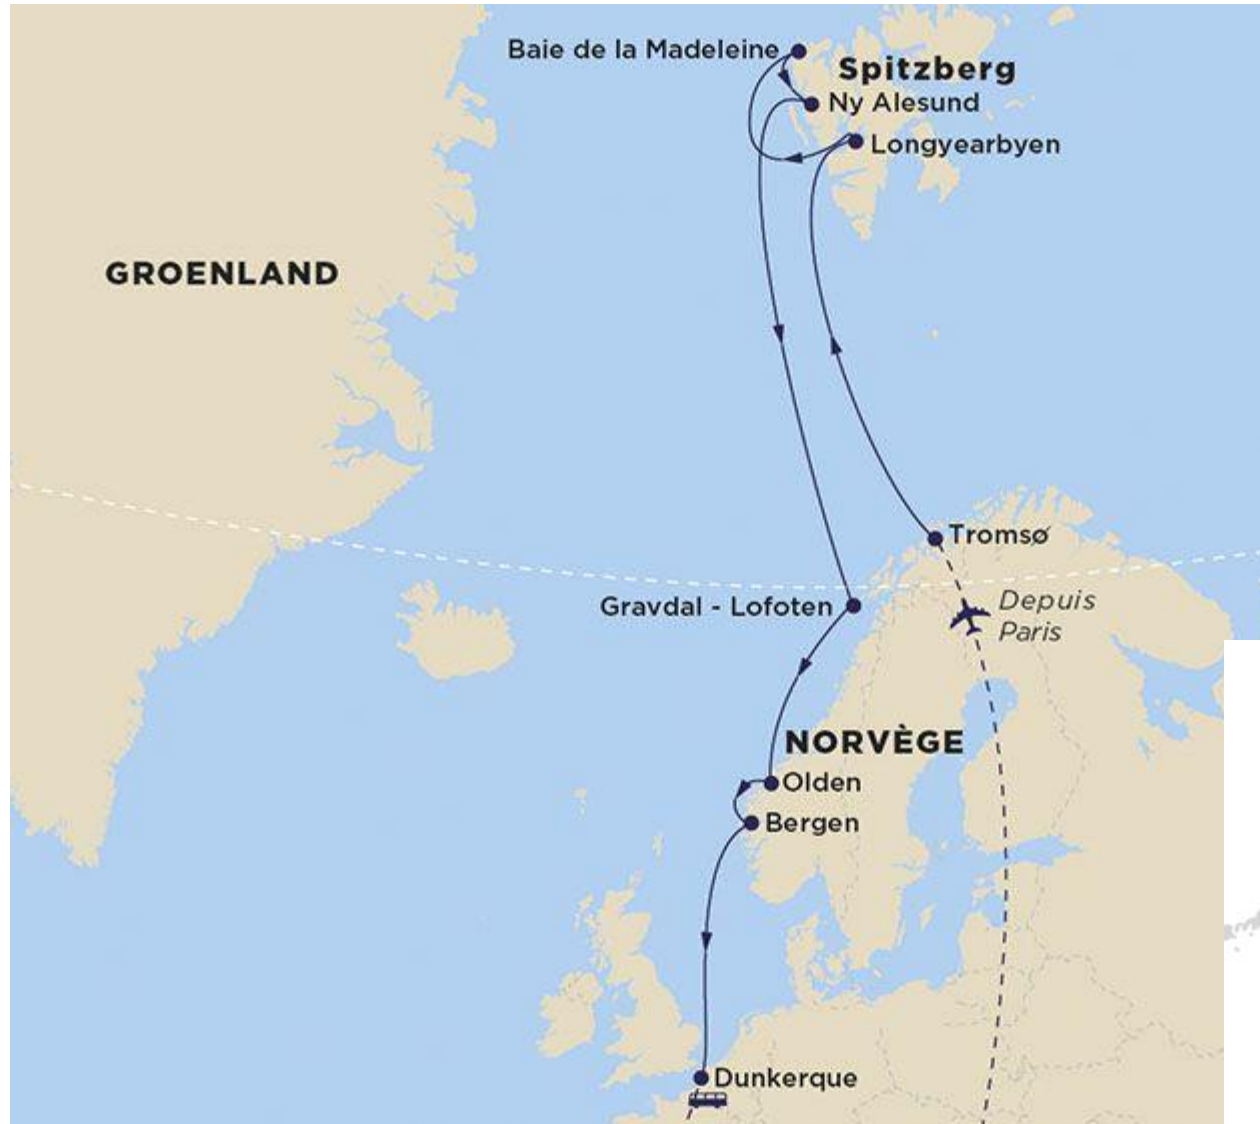 Baie de la Madeleine
Spitzberg
Ny Alesund
Longyearbyen
GROENLAND
Tromsø
Gravdal - Lofoten
Depuis
Paris
NORVÈGE
Olden
Bergen
Dunkerque